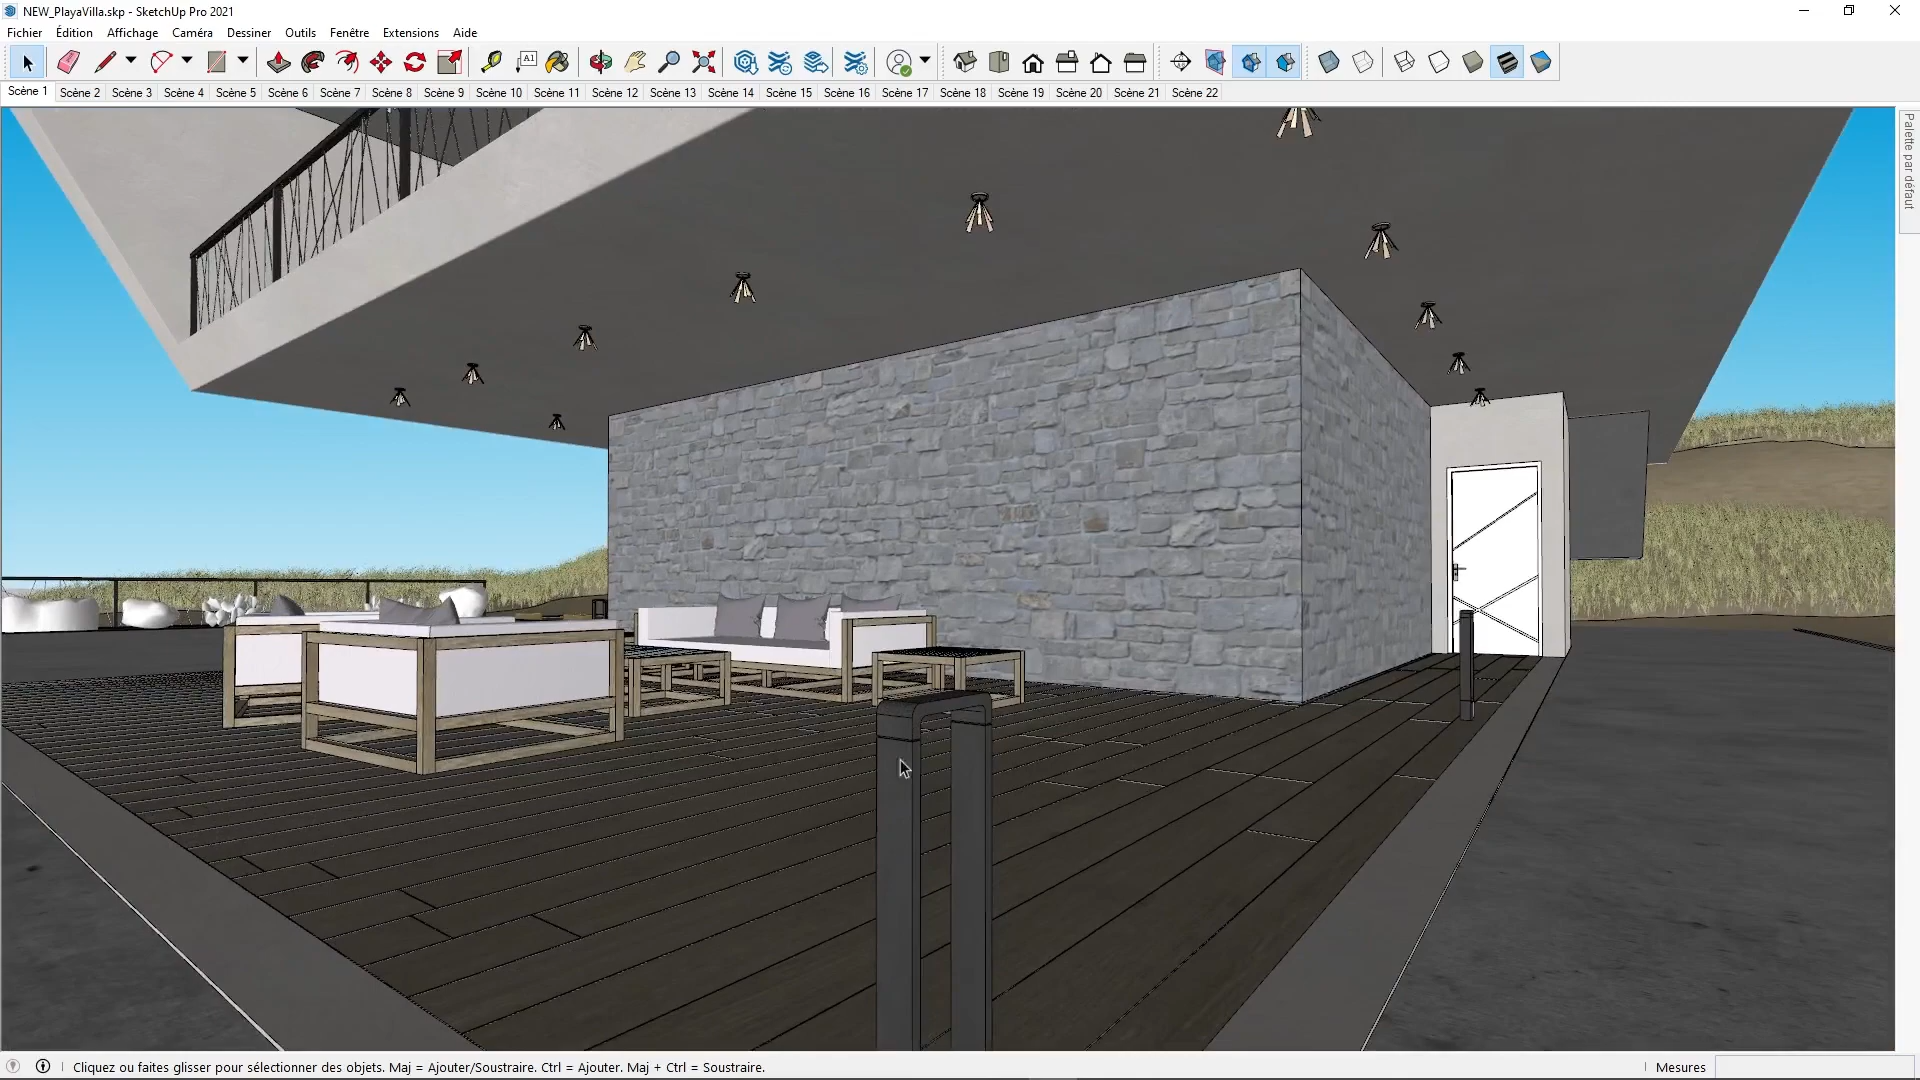 NEW_PlayaVilla.skp - SketchUp Pro 2021
Fichier Édition Affichage Caméra Dessiner Outils Fenêtre Extensions Aide
A1
Scène 1 Scène 2 Scène 3 Scène 4 Scène 5 Scène 6 Scène 7 Scène 8 Scène 9 Scène 10 Scène 11 Scène 12 Scène 13 Scène 14 Scène 15 Scène 16 Scène 17 Scène 18 Scène 19 Scène 20 Scène 21 Scène 22
Palette par défaut
Cliquez ou faites glisser pour sélectionner des objets. Maj = Ajouter/Soustraire. Ctrl = Ajouter. Maj + Ctrl = Soustraire.
Mesures